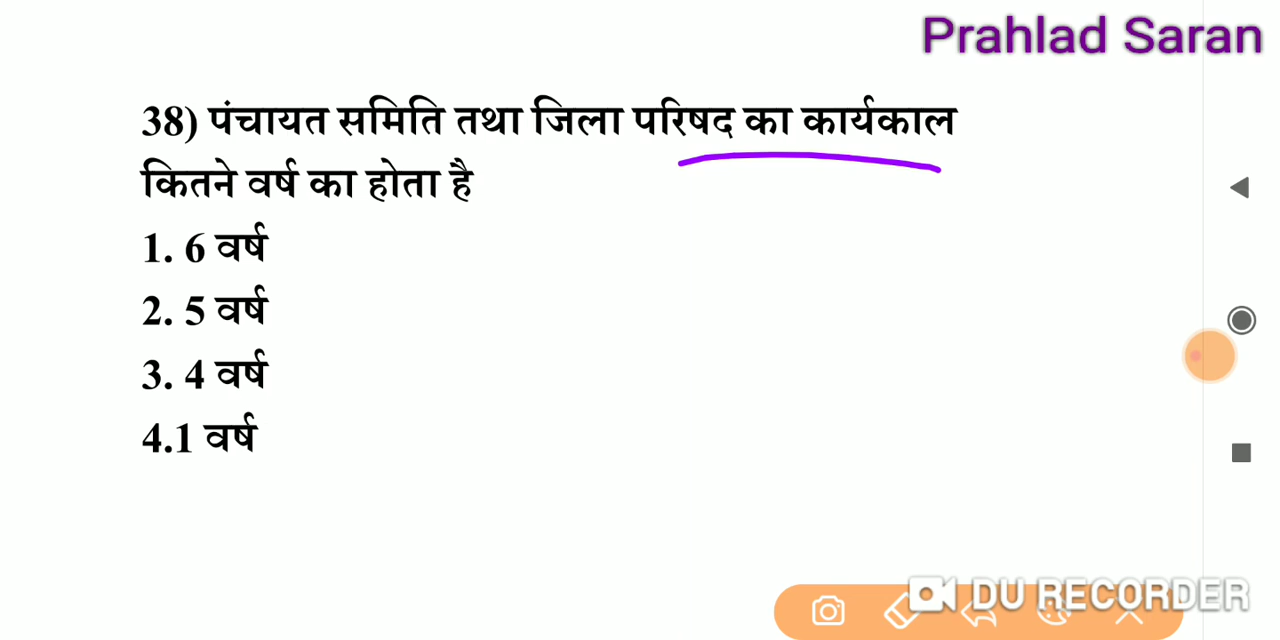 Prahlad Saran
38) पंचायत समिति तथा जिला परिषद का कार्यकाल
कितने वर्ष का होता है
1. 6 वर्ष
2. 5 वर्ष
3. 4 वर्ष
4.1 वर्ष
DU RECORDER